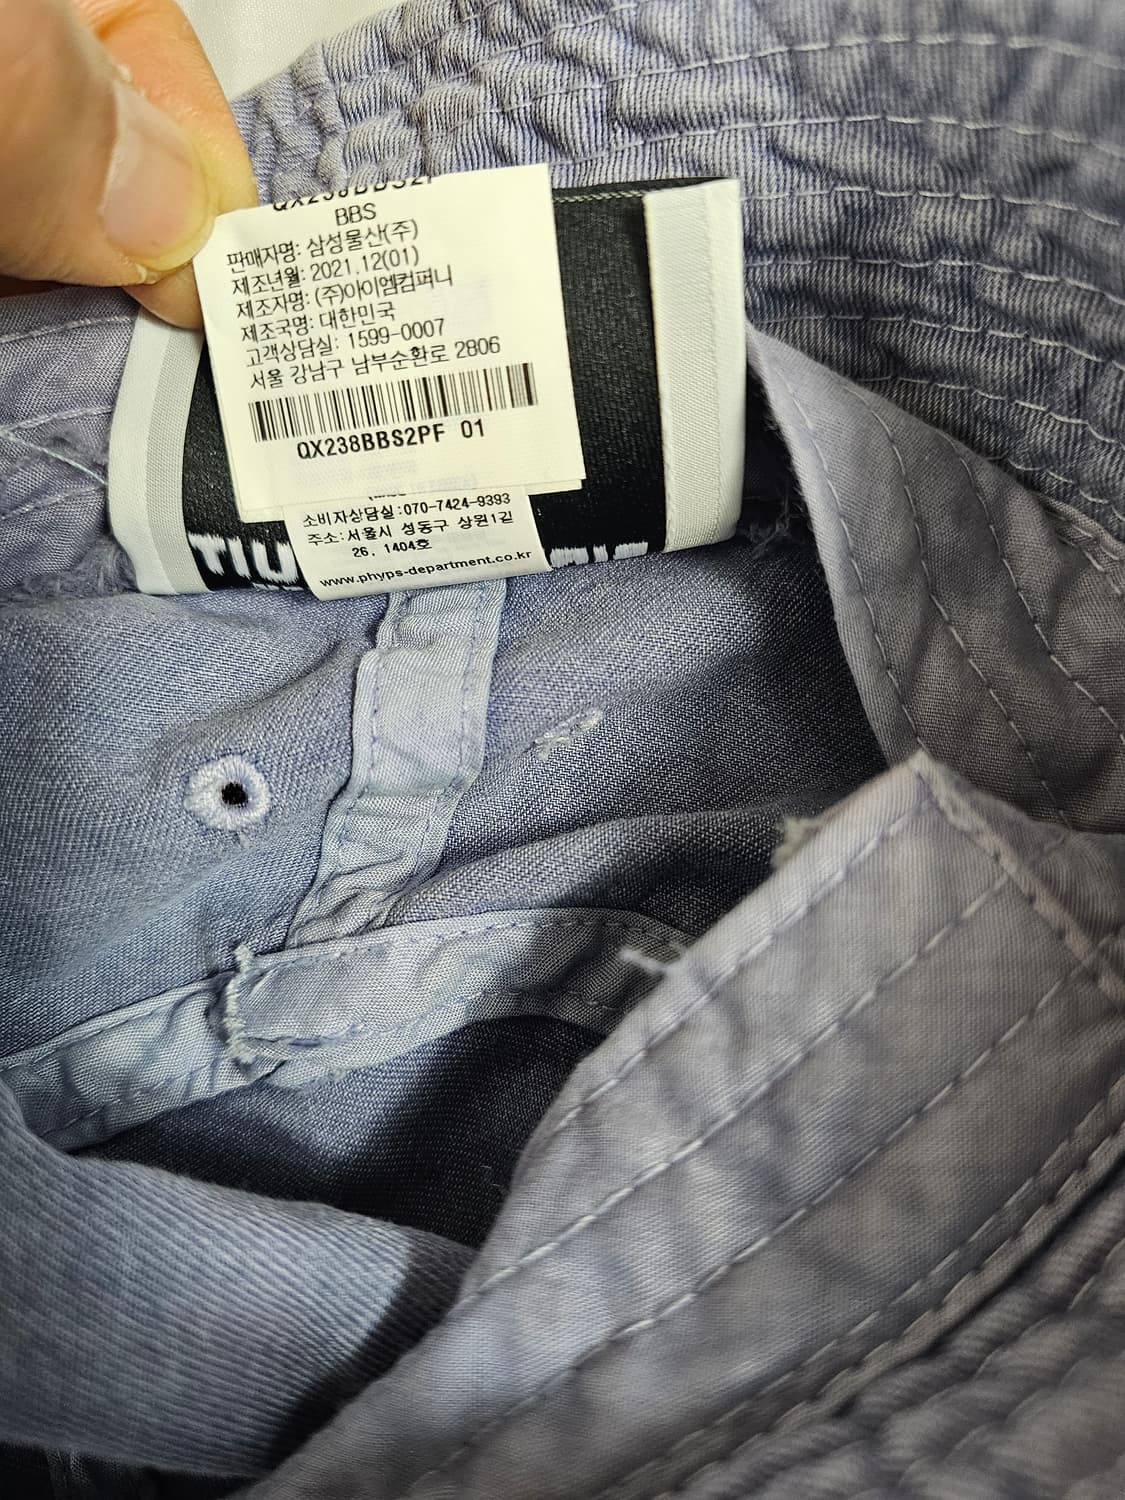 BBS
판매자명: 삼성물산(주)
제조년월: 2021.12(01)
제조자명: (주)아이엠컴퍼니
제조국명: 대한민국
고객상담실: 1599-0007
서울 강남구 남부순환로 2806
QX238BBS2PF 01
소비자상담실:070-7424-9393
주소:서울시 성동구 상원1길
26, 1404호
www.phyps-department.co.kr